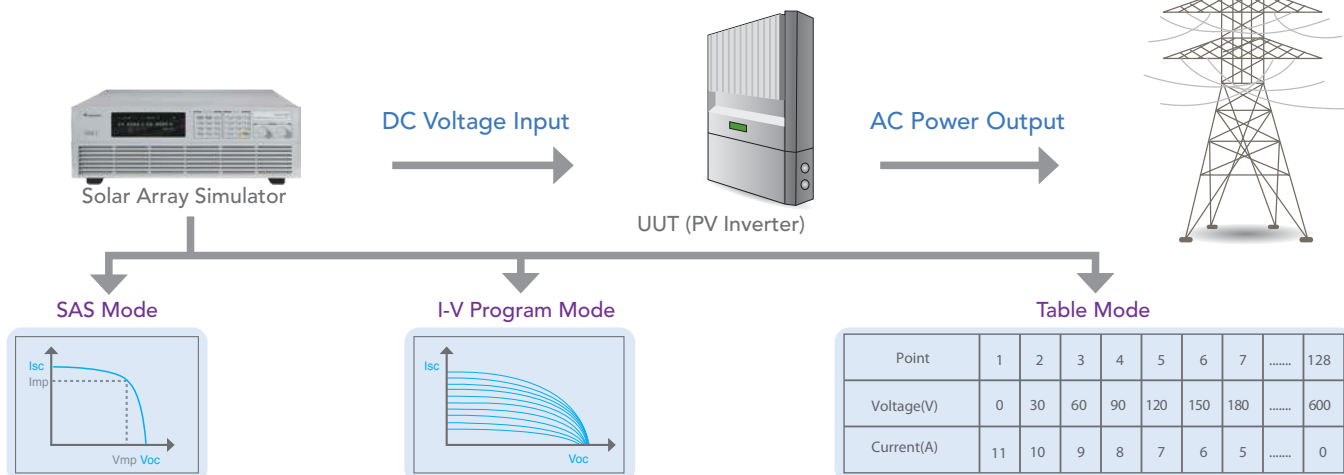 DC Voltage Input
AC Power Output
Solar Array Simulator
UUT (PV Inverter)
SAS Mode
I-V Program Mode
Table Mode
Isc
Imp
Vmp Voc
Isc
Voc
Point 1 2 3 4 5 6 7 ....... 128
Voltage(V) 0 30 60 90 120 150 180 ....... 600
Current(A) 11 10 9 8 7 6 5 ....... 0